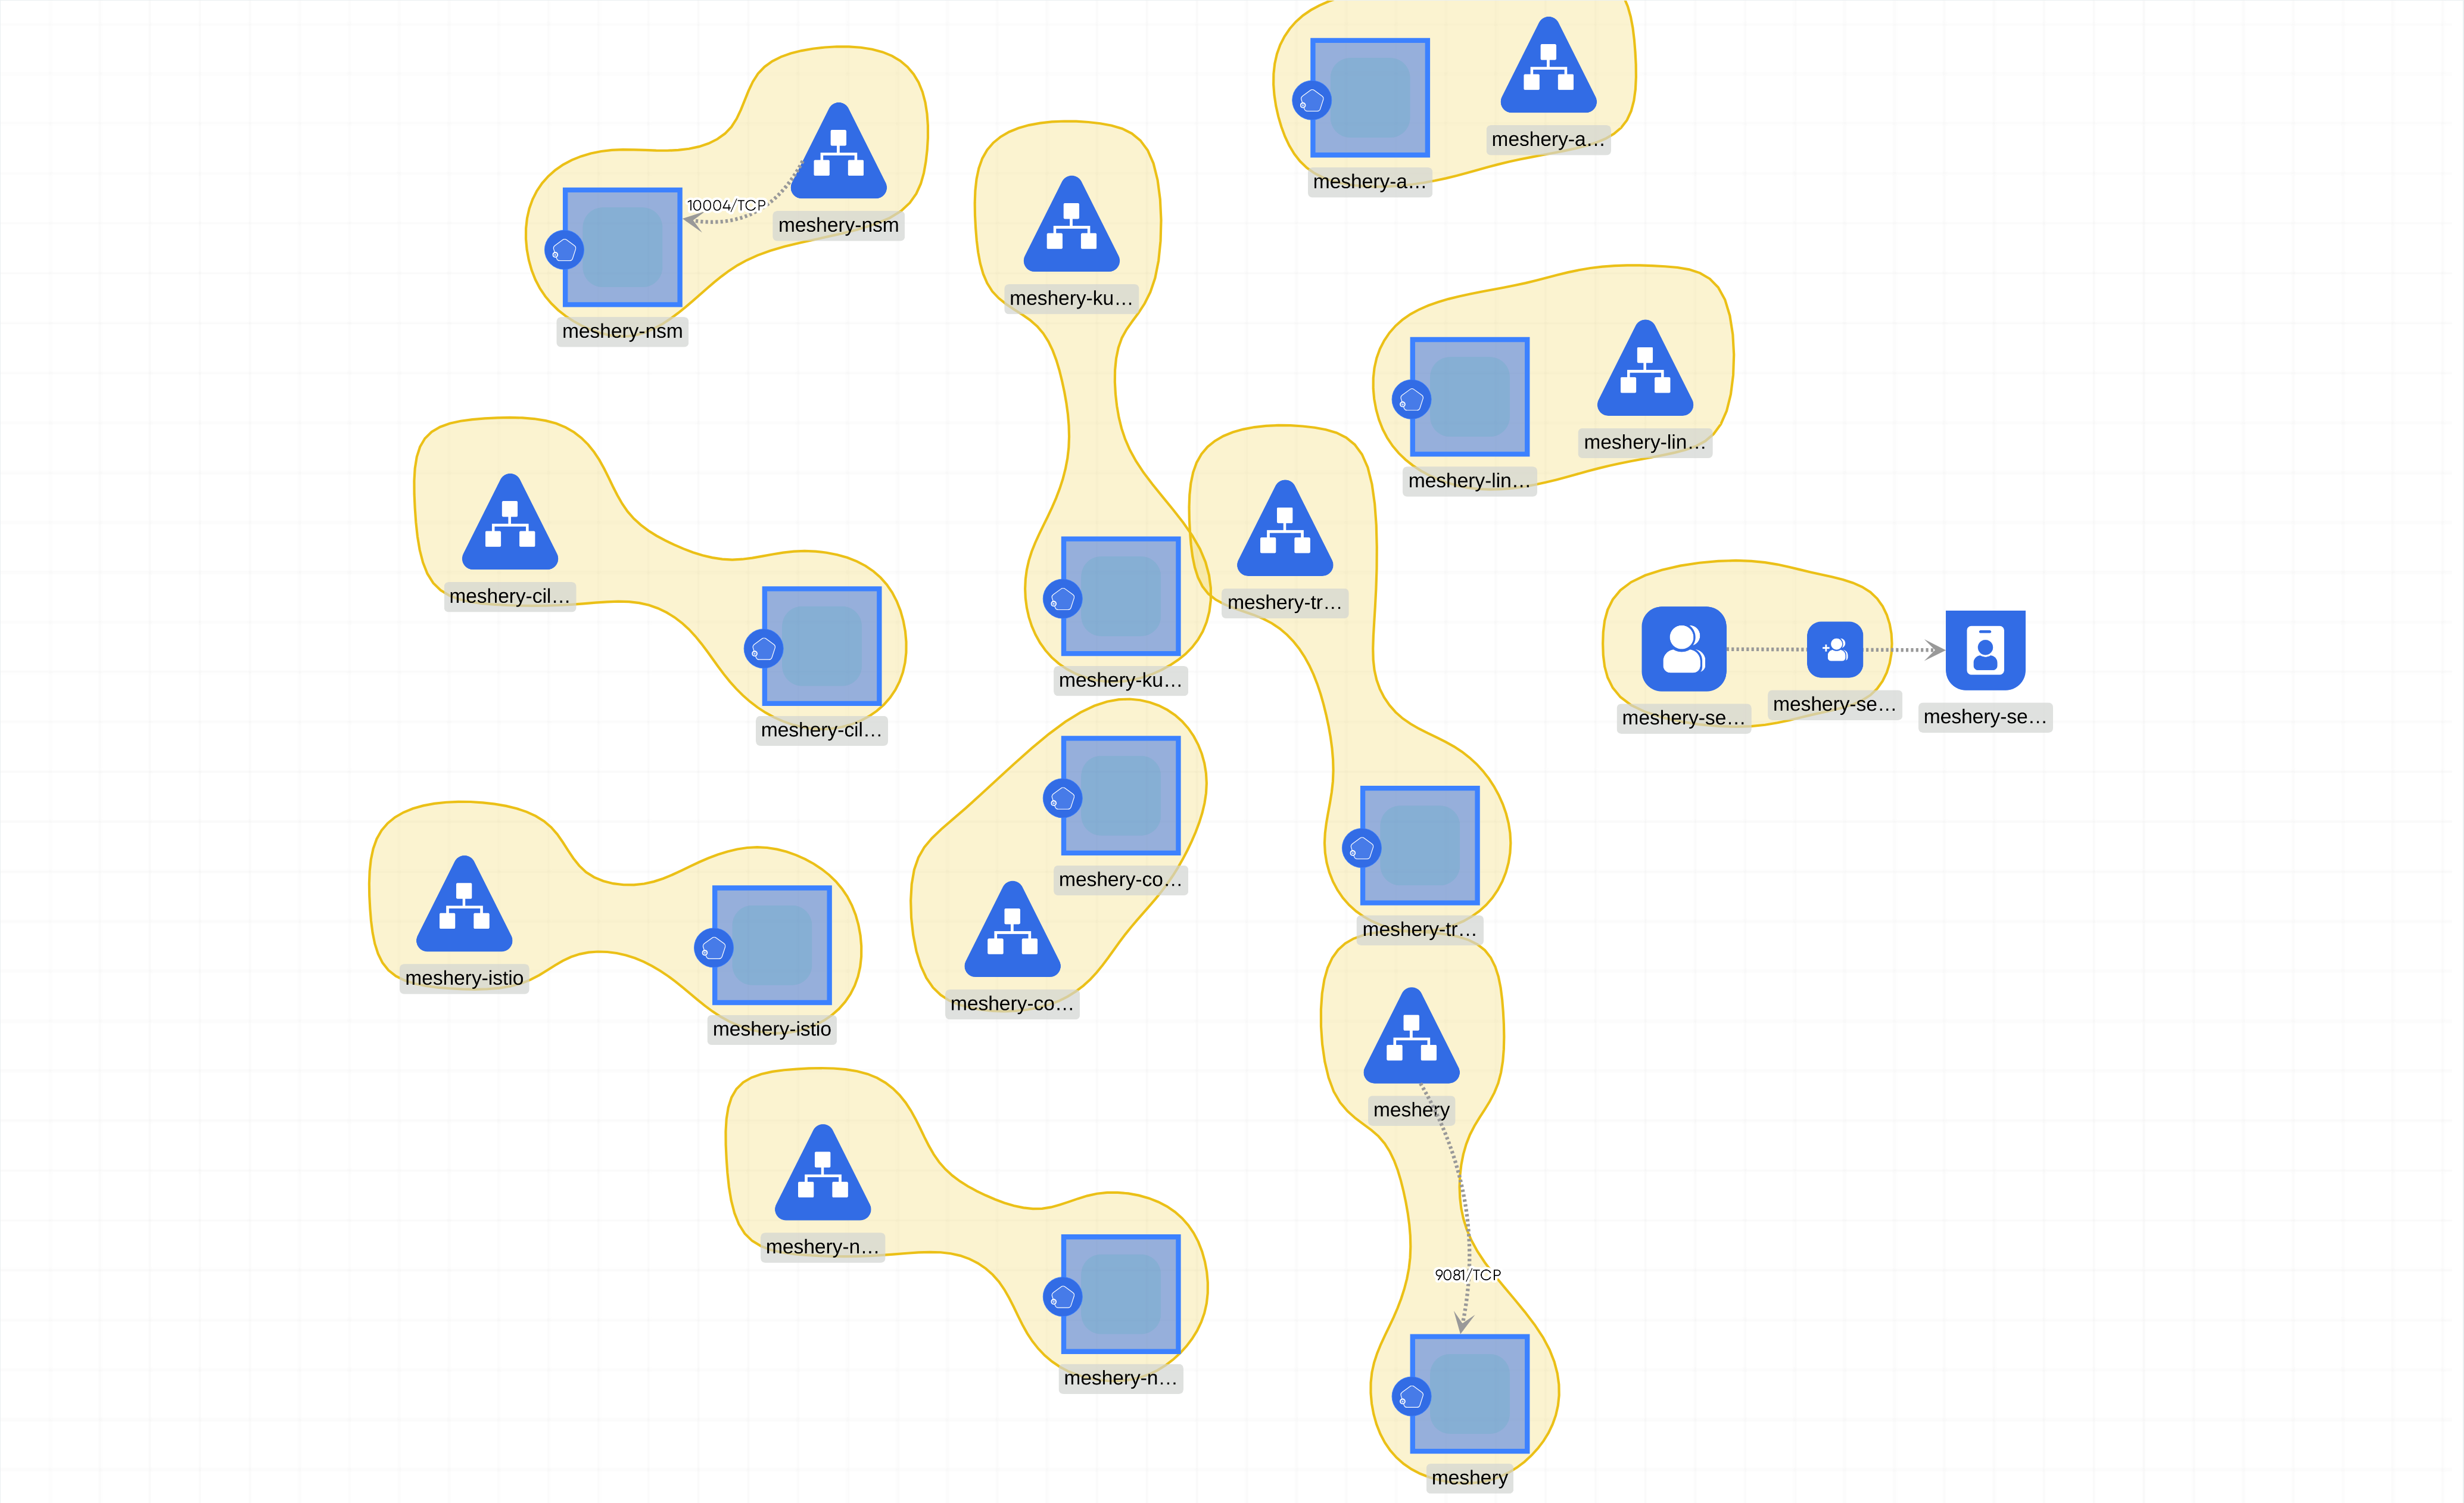 meshery-a…
meshery-a…
10004/TCP
meshery-nsm
meshery-nsm
meshery-ku…
meshery-lin…
meshery-lin…
meshery-cil…
meshery-tr…
meshery-ku…
meshery-cil…
meshery-se…
meshery-se…
meshery-se…
meshery-co…
meshery-tr…
meshery-istio
meshery-co…
meshery-istio
meshery
meshery-n…
9081/TCP
meshery-n…
meshery